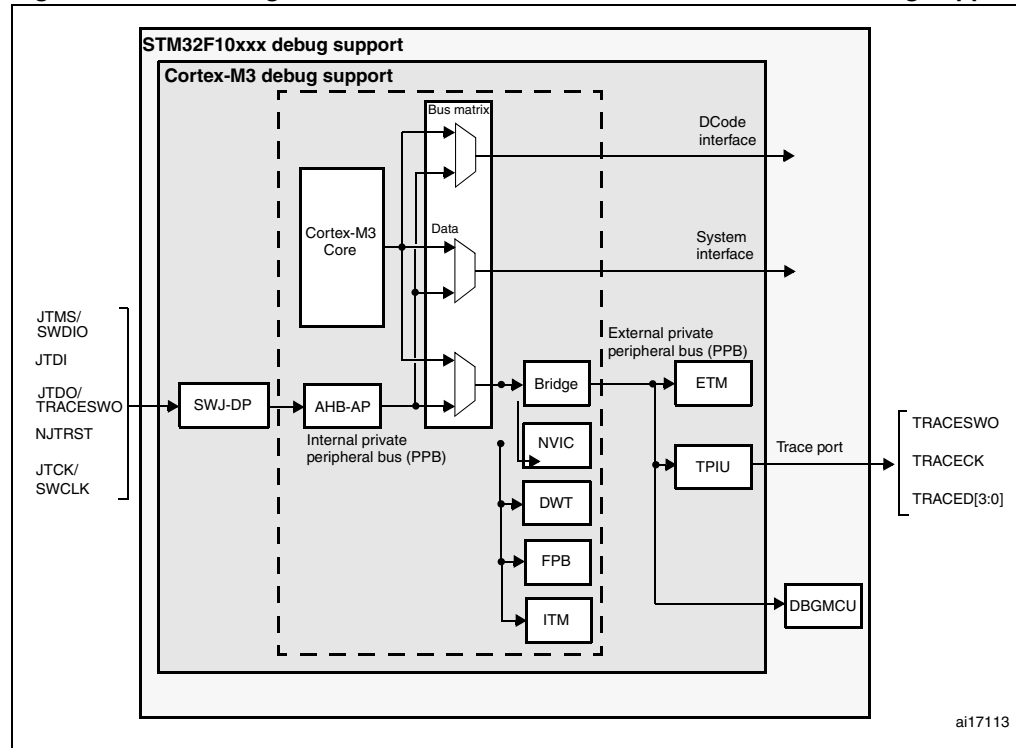 STM32F10xxx debug support
Cortex-M3 debug support
Bus matrix
DCode
interface
Cortex-M3
Core
Data
System
interface
JTMS/
SWDIO
JTDI
JTDO/
TRACESWO
NJTRST
JTCK/
SWCLK
SWJ-DP
AHB-AP
Internal private
peripheral bus (PPB)
External private
peripheral bus (PPB)
Bridge
ETM
NVIC
TPIU
Trace port
TRACESWO
TRACECK
TRACED[3:0]
DWT
FPB
ITM
DBGMCU
ai17113